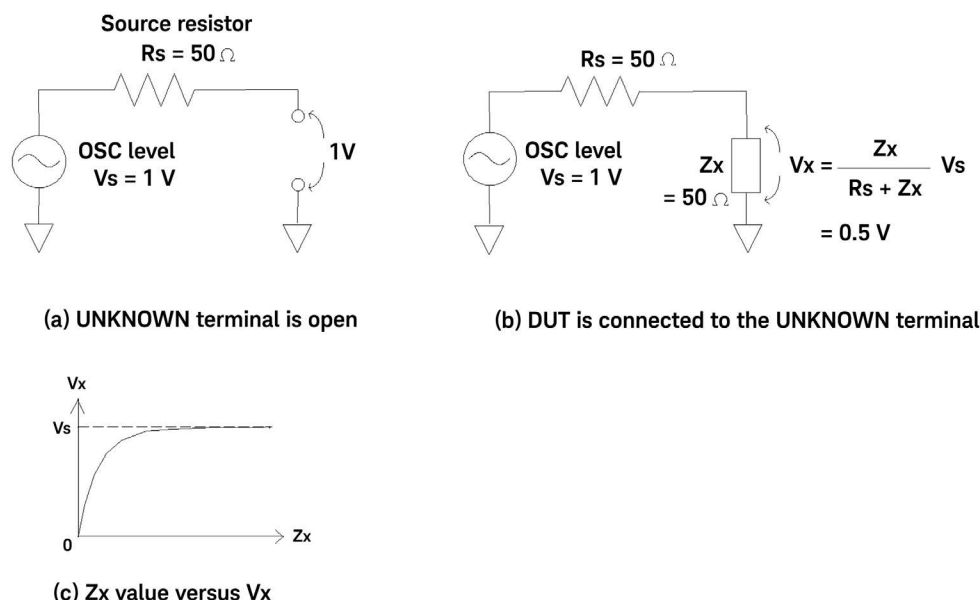 Source resistor
Rs = 50 Ω
OSC level
Vs = 1 V
1V
(a) UNKNOWN terminal is open
Rs = 50 Ω
OSC level
Vs = 1 V
Zx
= 50 Ω
Vx = Zx / Rs + Zx Vs
= 0.5 V
(b) DUT is connected to the UNKNOWN terminal
Vx
Vs
0
Zx
(c) Zx value versus Vx